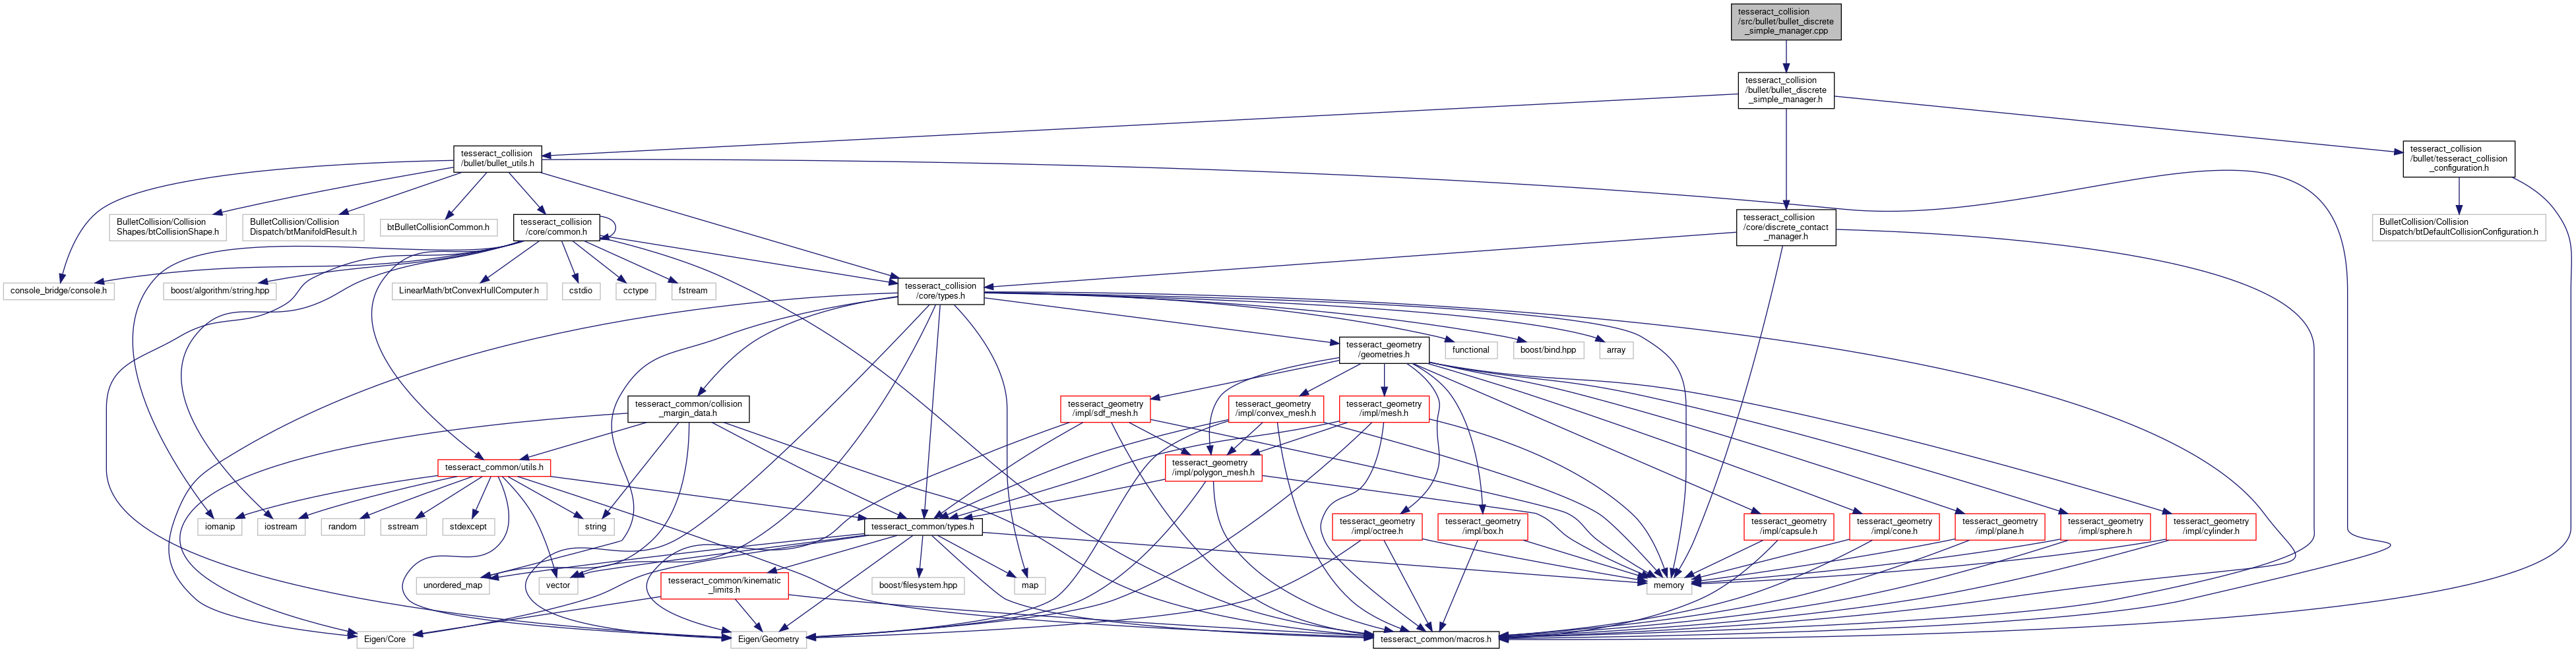 tesseract_collision
/src/bullet/bullet_discrete
_simple_manager.cpp
tesseract_collision
/bullet/bullet_discrete
_simple_manager.h
tesseract_collision
/bullet/bullet_utils.h
tesseract_collision
/bullet/tesseract_collision
_configuration.h
BulletCollision/Collision
Shapes/btCollisionShape.h
BulletCollision/Collision
Dispatch/btManifoldResult.h
btBulletCollisionCommon.h
tesseract_collision
/core/common.h
tesseract_collision
/core/discrete_contact
_manager.h
BulletCollision/Collision
Dispatch/btDefaultCollisionConfiguration.h
console_bridge/console.h
boost/algorithm/string.hpp
LinearMath/btConvexHullComputer.h
cstdio
cctype
fstream
tesseract_collision
/core/types.h
tesseract_geometry
/geometries.h
functional
boost/bind.hpp
array
tesseract_common/collision
_margin_data.h
tesseract_geometry
/impl/sdf_mesh.h
tesseract_geometry
/impl/convex_mesh.h
tesseract_geometry
/impl/mesh.h
tesseract_common/utils.h
tesseract_geometry
/impl/polygon_mesh.h
iomanip
iostream
random
sstream
stdexcept
string
tesseract_common/types.h
tesseract_geometry
/impl/octree.h
tesseract_geometry
/impl/box.h
tesseract_geometry
/impl/capsule.h
tesseract_geometry
/impl/cone.h
tesseract_geometry
/impl/plane.h
tesseract_geometry
/impl/sphere.h
tesseract_geometry
/impl/cylinder.h
unordered_map
vector
tesseract_common/kinematic
_limits.h
boost/filesystem.hpp
map
memory
Eigen/Core
Eigen/Geometry
tesseract_common/macros.h